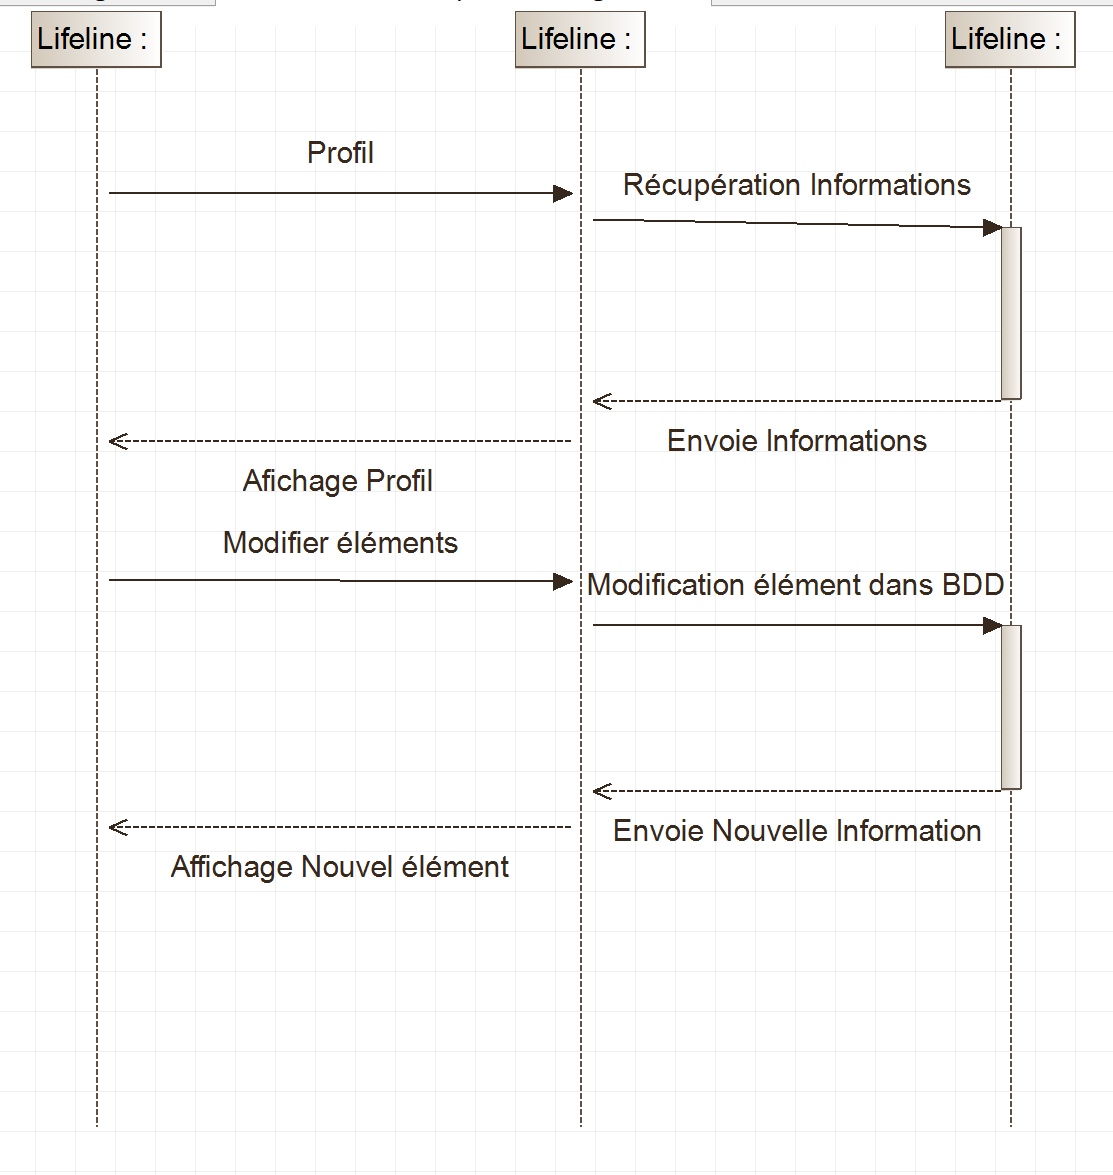 Lifeline :
Lifeline :
Lifeline :
Profil
Récupération Informations
Envoie Informations
Afichage Profil
Modifier éléments
Modification élément dans BDD
Envoie Nouvelle Information
Affichage Nouvel élément